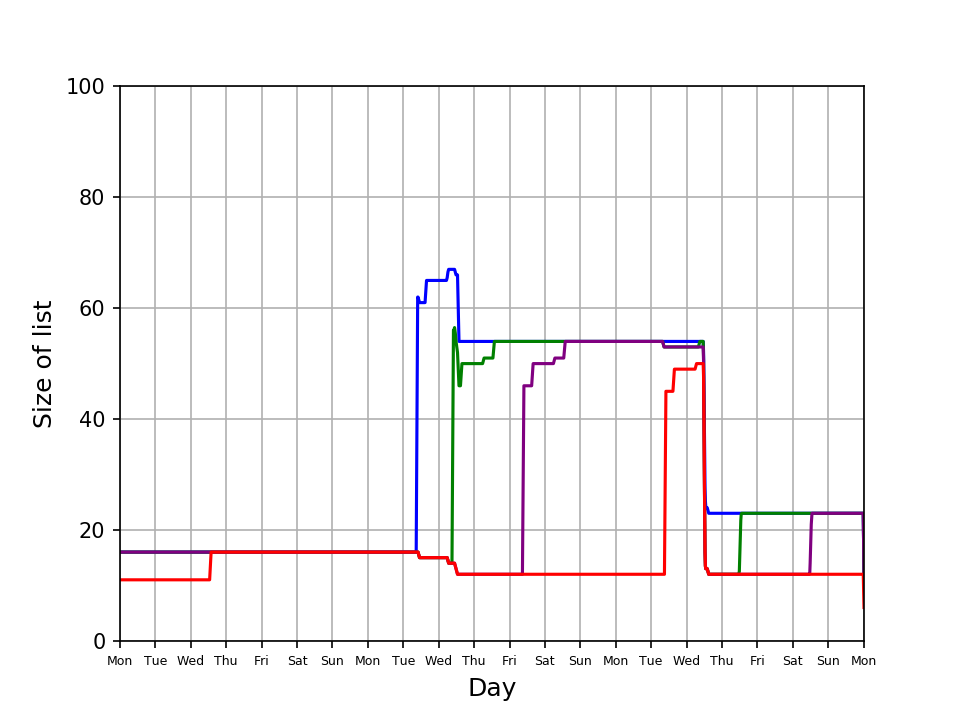 100
80
60
40
20
0
Size of list
Mon Tue Wed Thu Fri Sat Sun Mon Tue Wed Thu Fri Sat Sun Mon Tue Wed Thu Fri Sat Sun Mon
Day